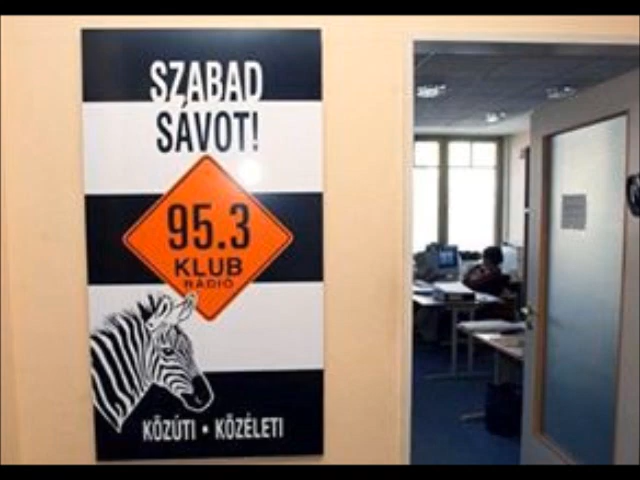 SZABAD
SÁVOT!
95.3
KLUB
RÁDIÓ
KÖZÚTI • KÖZÉLETI